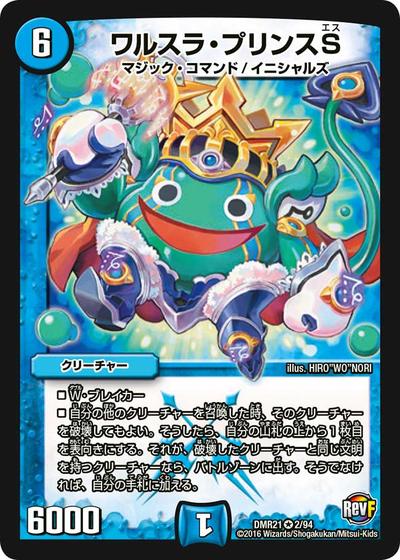 6
ワルスラ・プリンスS
エス
マジック・コマンド / イニシャルズ
illus. HIRO"WO"NORI
クリーチャー
■W・ブレイカー
■自分の他のクリーチャーを召喚した時、そのクリーチャー
を破壊してもよい。そうしたら、自分の山札の上から1枚目
を表向きにする。それが、破壊したクリーチャーと同じ文明
を持つクリーチャーなら、バトルゾーンに出す。そうでなけ
れば、自分の手札に加える。
6000
1
DMR21 2/94
©2016 Wizards/Shogakukan/Mitsui-Kids
RevF